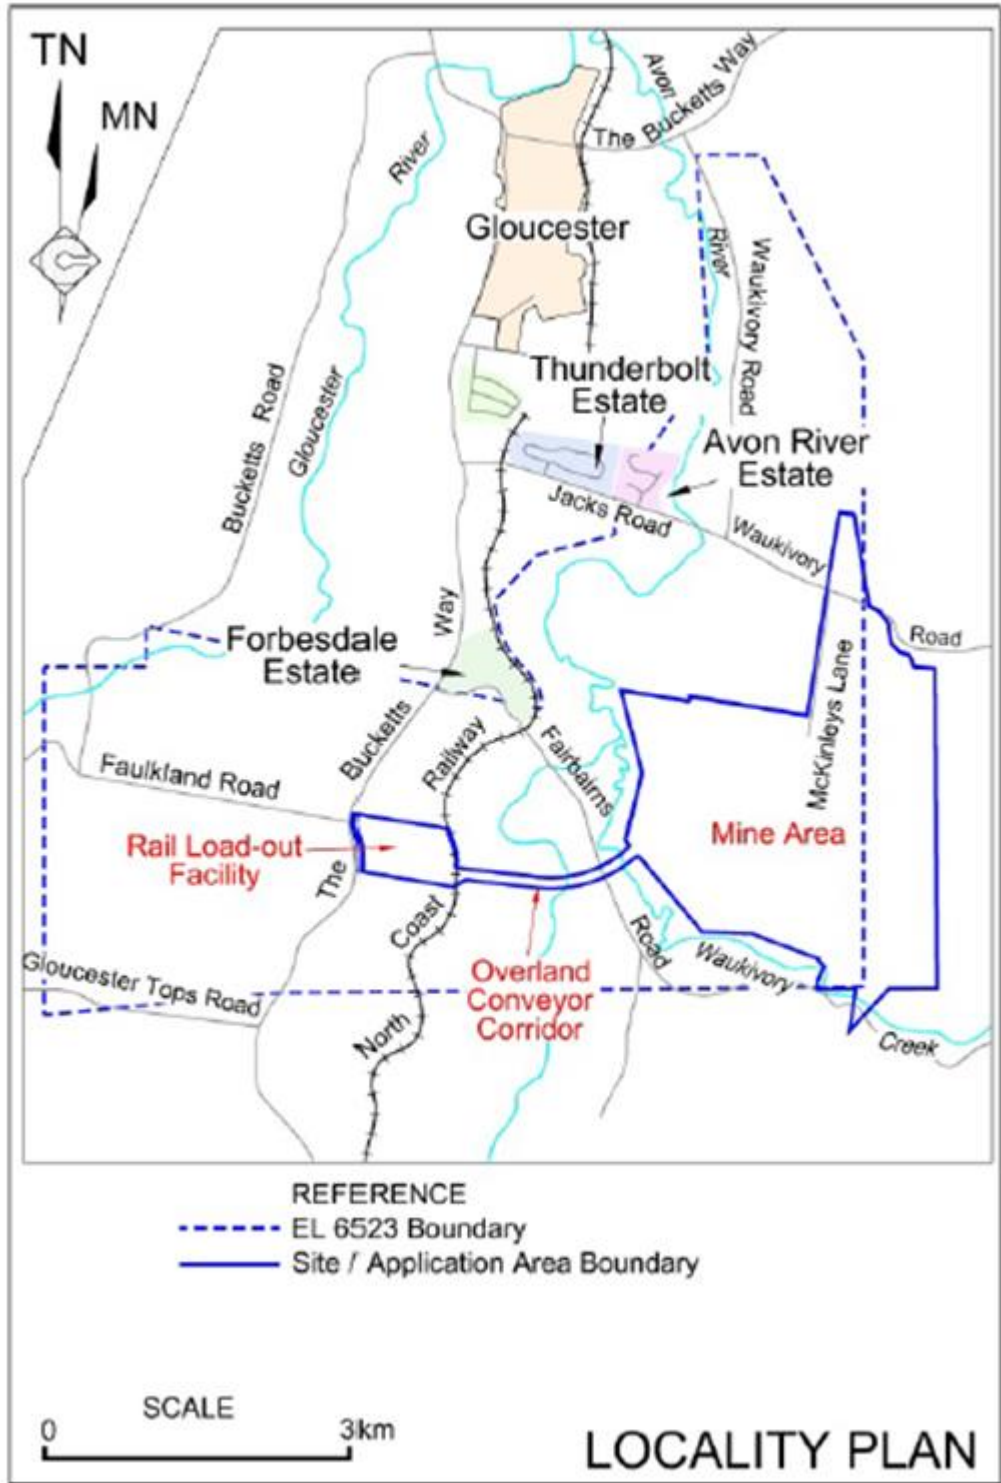 TN
MN
Avon
River
The Bucketts Way
River
Gloucester
Waukivory Road
Bucketts Road
Gloucester
Thunderbolt
Estate
Avon River
Estate
Jacks Road
Waukivory
Road
Way
Forbesdale
Estate
McKinleys Lane
Bucketts
Railway
Fairbairns
Faulkland Road
Rail Load-out
Facility
The
Mine Area
Coast
Road
Waukivory
Creek
Gloucester Tops Road
Overland
Conveyor
Corridor
North
REFERENCE
EL 6523 Boundary
Site / Application Area Boundary
SCALE
0 3km
LOCALITY PLAN